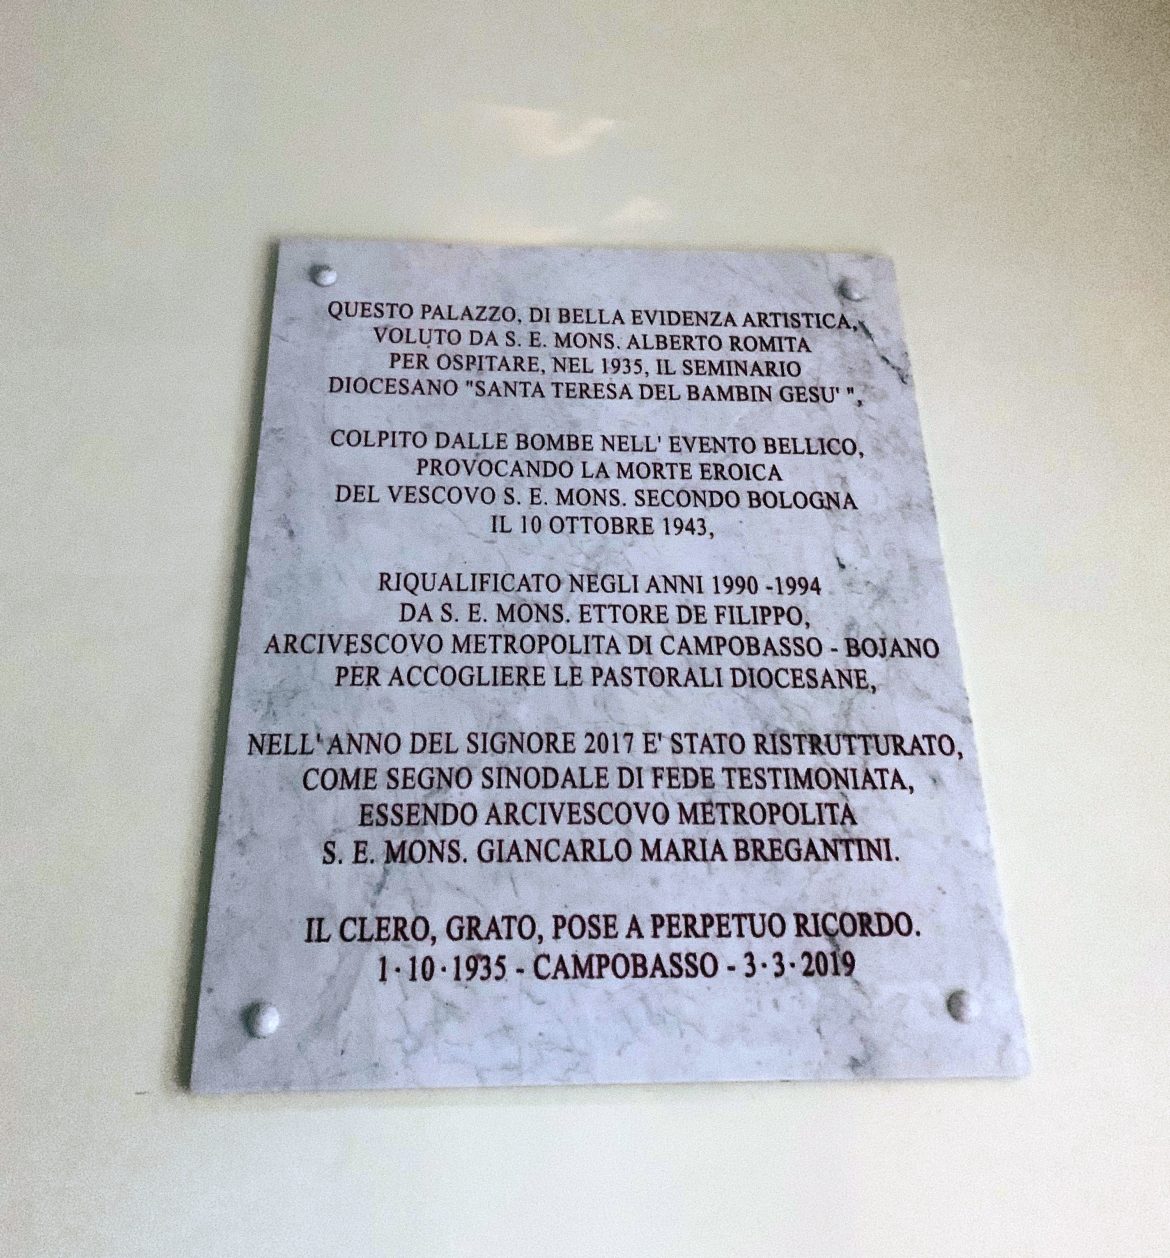 QUESTO PALAZZO, DI BELLA EVIDENZA ARTISTICA,
VOLUTO DA S. E. MONS. ALBERTO ROMITA
PER OSPITARE, NEL 1935, IL SEMINARIO
DIOCESANO "SANTA TERESA DEL BAMBIN GESU' ",
COLPITO DALLE BOMBE NELL' EVENTO BELLICO,
PROVOCANDO LA MORTE EROICA
DEL VESCOVO S. E. MONS. SECONDO BOLOGNA
IL 10 OTTOBRE 1943,
RIQUALIFICATO NEGLI ANNI 1990 -1994
DA S. E. MONS. ETTORE DE FILIPPO,
ARCIVESCOVO METROPOLITA DI CAMPOBASSO - BOJANO
PER ACCOGLIERE LE PASTORALI DIOCESANE,
NELL' ANNO DEL SIGNORE 2017 E' STATO RISTRUTTURATO,
COME SEGNO SINODALE DI FEDE TESTIMONIATA,
ESSENDO ARCIVESCOVO METROPOLITA
S. E. MONS. GIANCARLO MARIA BREGANTINI.
IL CLERO, GRATO, POSE A PERPETUO RICORDO.
1·10·1935 - CAMPOBASSO - 3·3·2019